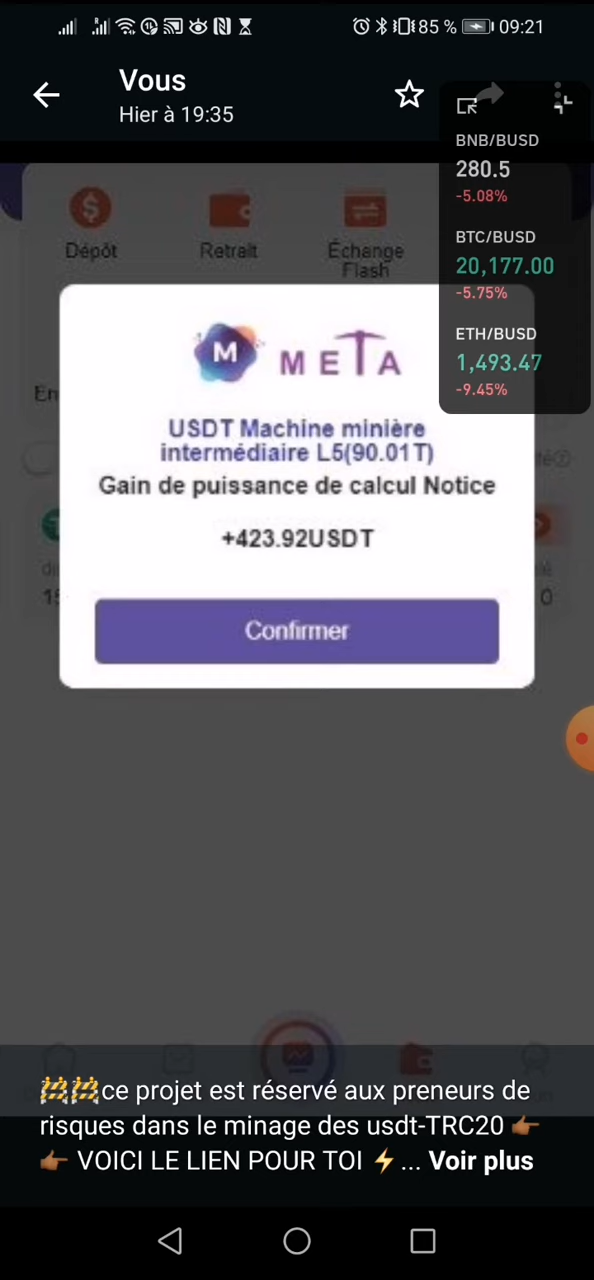 85 % 09:21
Vous
Hier à 19:35
BNB/BUSD
280.5
-5.08%
BTC/BUSD
20,177.00
-5.75%
ETH/BUSD
1,493.47
-9.45%
Dépôt
Retrait
Échange
Flash
En
M META
USDT Machine minière
intermédiaire L5(90.01T)
Gain de puissance de calcul Notice
+423.92USDT
Confirmer
0
🚧🚧ce projet est réservé aux preneurs de
risques dans le minage des usdt-TRC20 👉🏾
👉🏾 VOICI LE LIEN POUR TOI ⚡... Voir plus